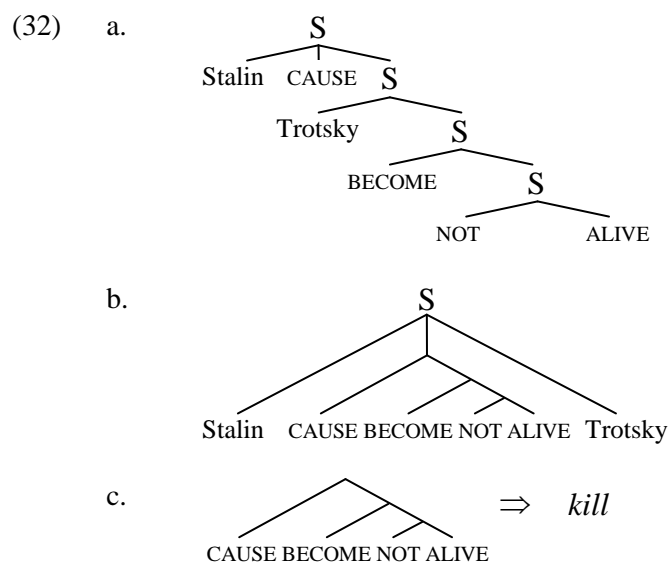 (32) a. S
Stalin CAUSE S
Trotsky S
BECOME S
NOT ALIVE
b. S
Stalin CAUSE BECOME NOT ALIVE Trotsky
c. ⇒ kill
CAUSE BECOME NOT ALIVE